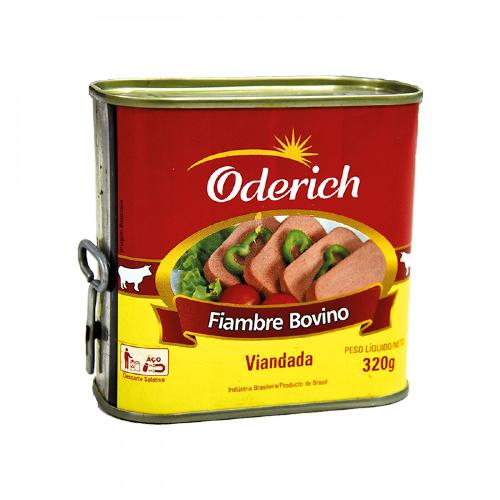 Oderich
Fiambre Bovino
Viandada
PESO LÍQUIDO/NETO
320g
Indústria Brasileira/Producto de Brasil
AÇO
Descarte Seletivo